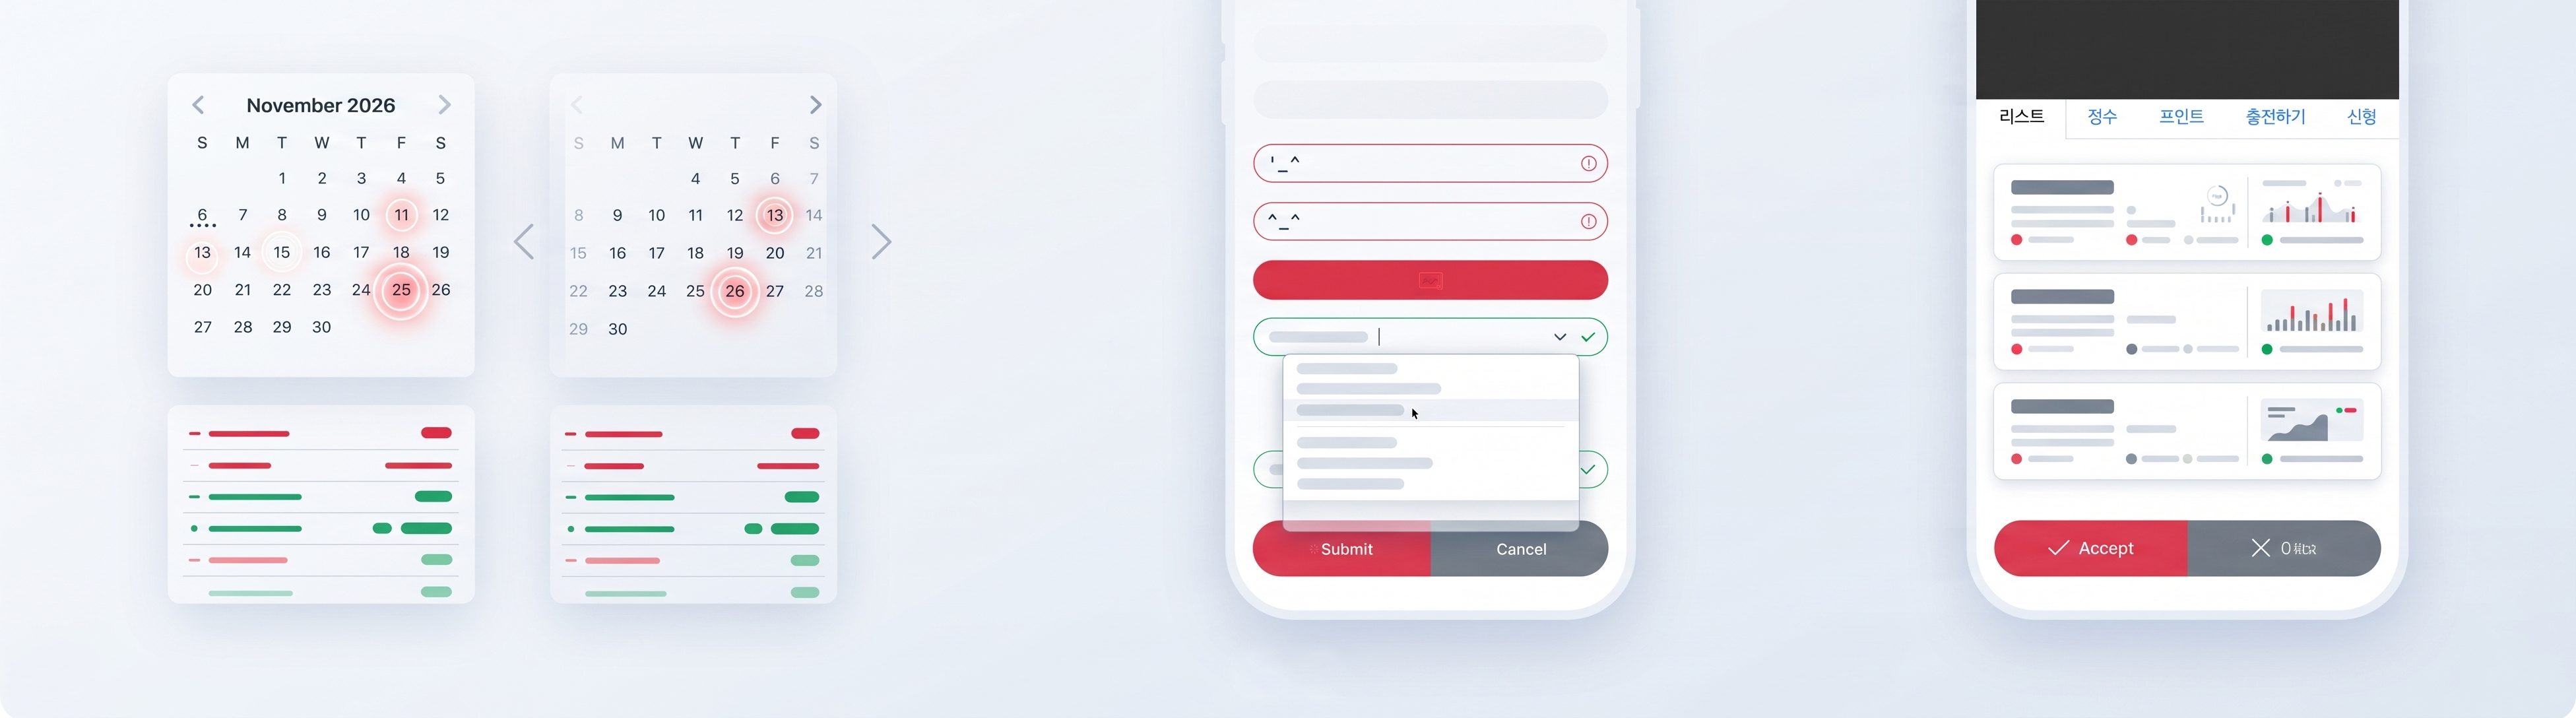 November 2026
S M T W T F S
1 2 3 4 5
6 7 8 9 10 11 12
13 14 15 16 17 18 19
20 21 22 23 24 25 26
27 28 29 30
S M T W T F S
4 5 6 7
8 9 10 11 12 13 14
15 16 17 18 19 20 21
22 23 24 25 26 27 28
29 30
'_^
^_^
Submit Cancel
리스트 정수 프인트 충전하기 신형
Accept